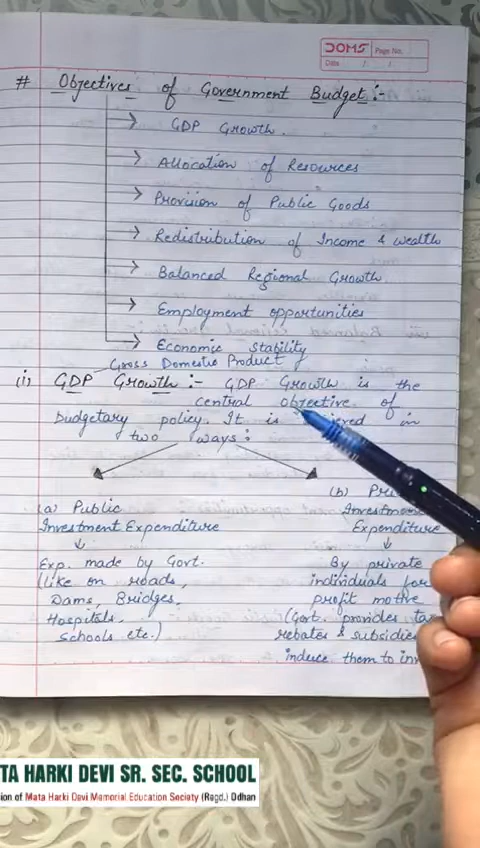 DOMS Page No.
Date / /
# Objectives of Government Budget :-
→ GDP Growth.
→ Allocation of Resources
→ Provision of Public Goods
→ Redistribution of Income & wealth
→ Balanced Regional Growth
→ Employment opportunities
→ Economic Stability
Gross Domestic Product
(i) GDP Growth :- GDP Growth is the
central objective of
budgetary policy. It is in
two ways :
(a) Public
Investment Expenditure
↓
Exp. made by Govt.
(like on roads,
Dams, Bridges,
Hospitals,
Schools etc.)
(b)
Expenditure
↓
By private
individuals for
profit motive
(Govt. provides
rebates & subsidies
induce them to
MATA HARKI DEVI SR. SEC. SCHOOL
ion of Mata Harki Devi Memorial Education Society (Regd.) Odhan